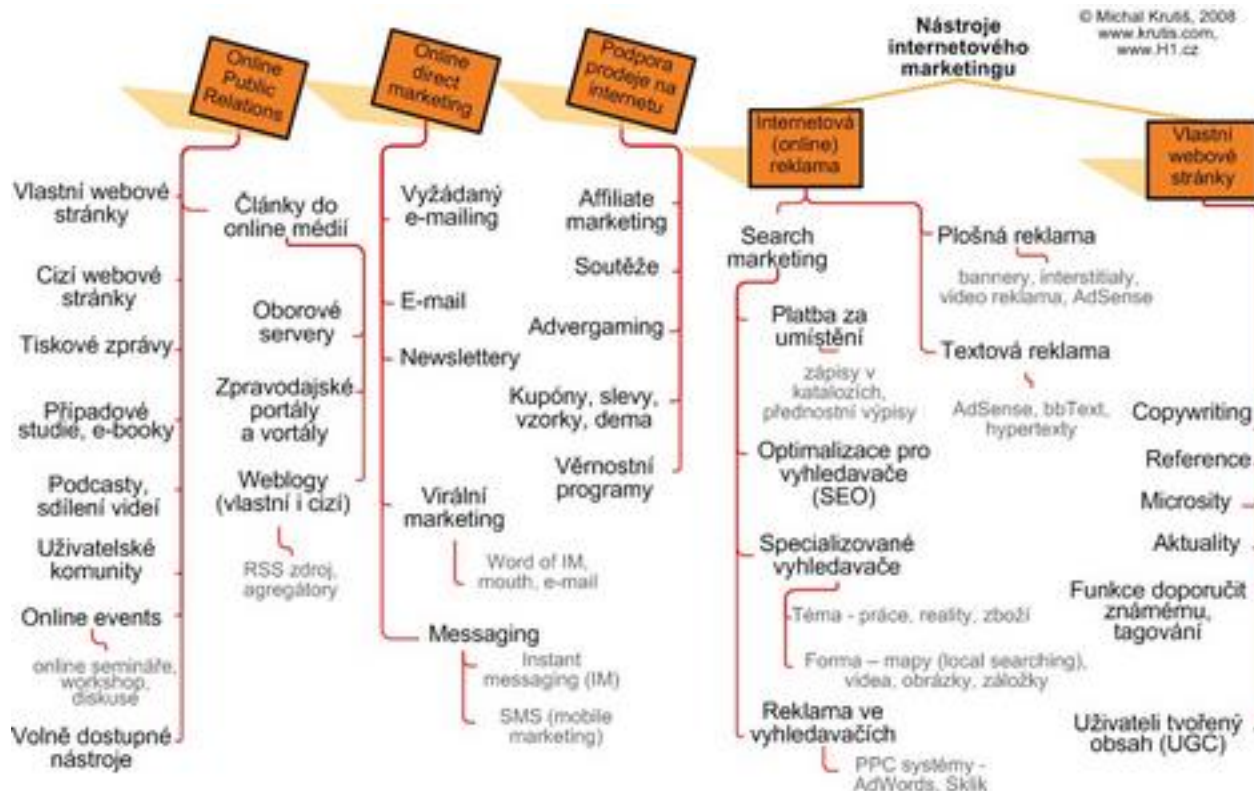 Nástroje
internetového
marketingu
© Michal Krutiš, 2008
www.krutis.com,
www.H1.cz
Online
Public
Relations
Vlastní webové
stránky
Cizí webové
stránky
Tiskové zprávy
Případové
studie, e-booky
Podcasty,
sdílení videí
Uživatelské
komunity
Online events
online semináře,
workshop,
diskuse
Volně dostupné
nástroje
Články do
online médií
Oborové
servery
Zpravodajské
portály
a vortály
Weblogy
(vlastní i cizí)
RSS zdroj,
agregátory
Online
direct
marketing
Vyžádaný
e-mailing
E-mail
Newslettery
Virální
marketing
Word of IM,
mouth, e-mail
Messaging
Instant
messaging (IM)
SMS (mobile
marketing)
Podpora
prodeje na
internetu
Affiliate
marketing
Soutěže
Advergaming
Kupóny, slevy,
vzorky, dema
Věrnostní
programy
Internetová
(online)
reklama
Search
marketing
Platba za
umístění
zápisy v
katalozích,
přednostní výpisy
Optimalizace pro
vyhledavače
(SEO)
Specializované
vyhledavače
Téma - práce, reality, zboží
Forma – mapy (local searching),
videa, obrázky, záložky
Reklama ve
vyhledavačích
PPC systémy -
AdWords, Sklik
Plošná reklama
bannery, interstitialy,
video reklama, AdSense
Textová reklama
AdSense, bbText,
hypertexty
Vlastní
webové
stránky
Copywriting
Reference
Microsity
Aktuality
Funkce doporučit
známému,
tagování
Uživateli tvořený
obsah (UGC)